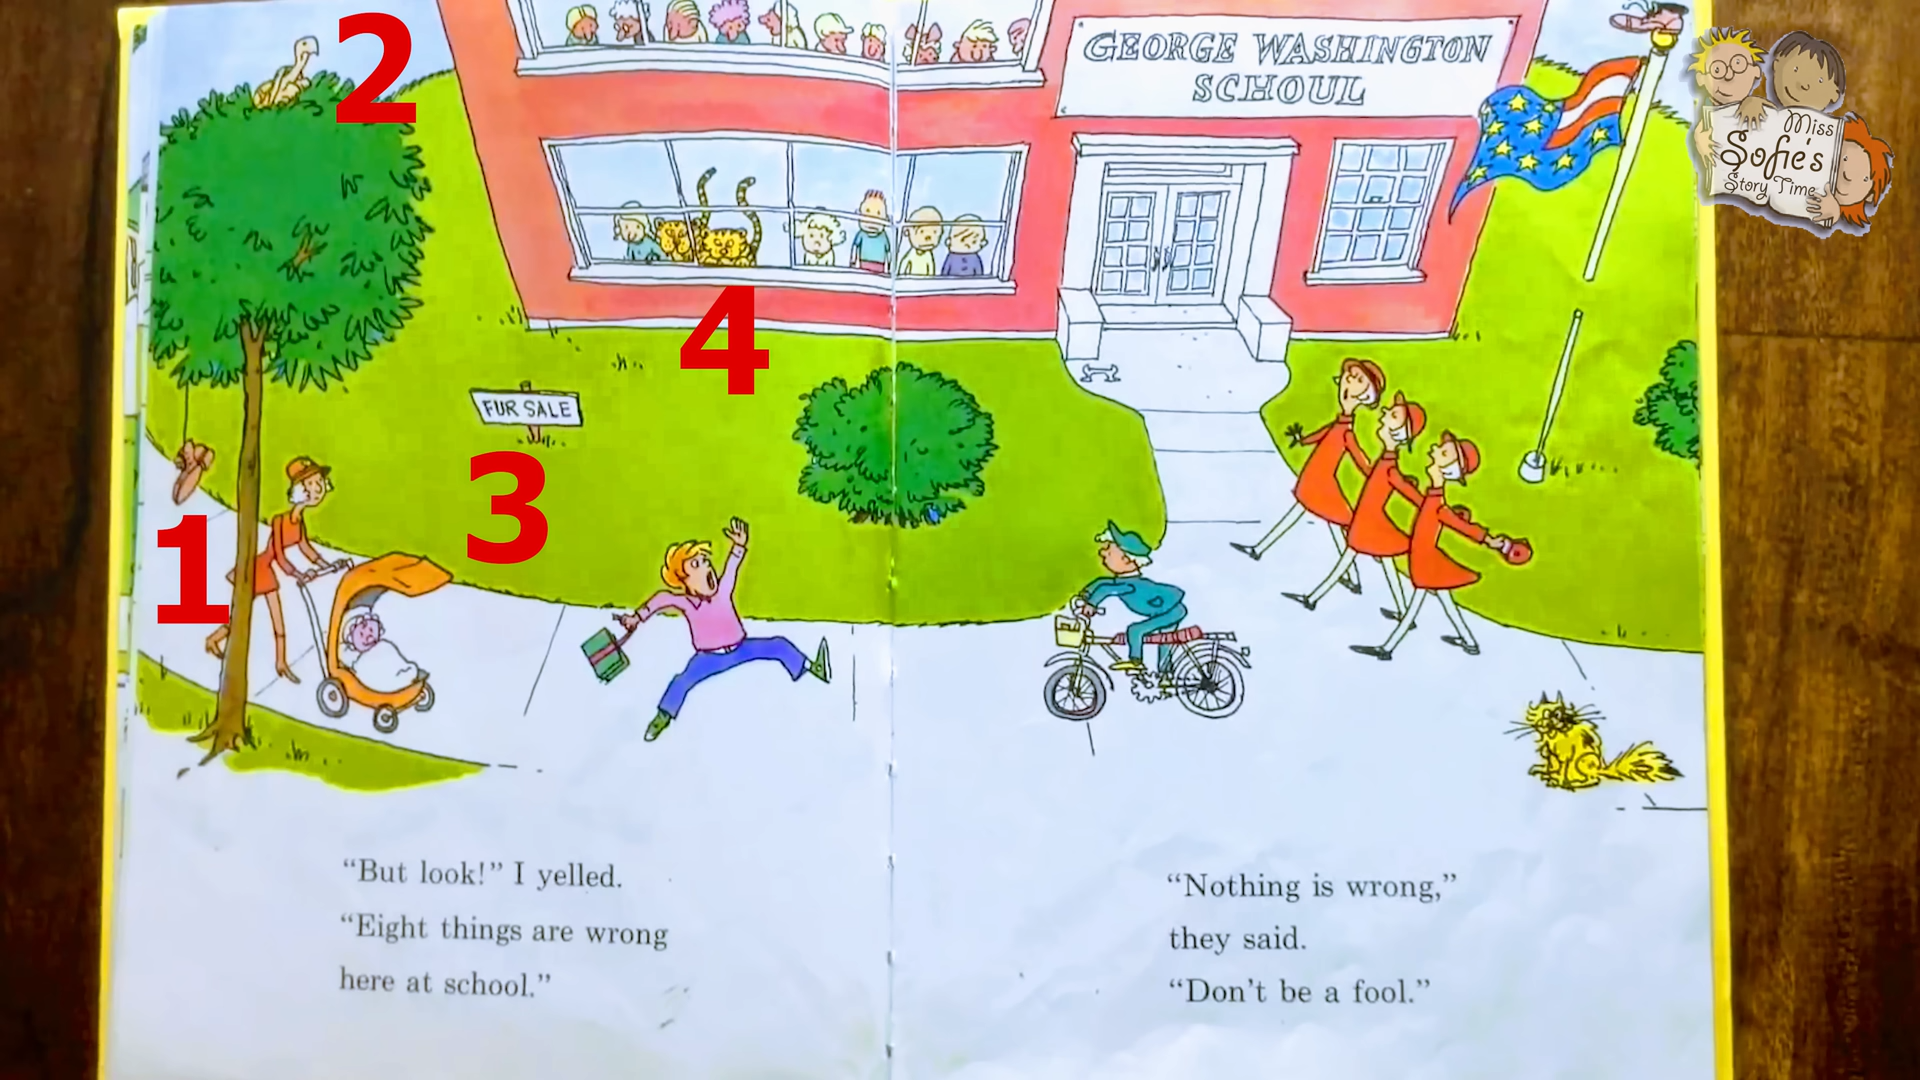 2
GEORGE WASHINGTON
SCHOUL
Miss
Sofie's
Story Time
4
FUR SALE
3
1
“But look!” I yelled.
“Eight things are wrong
here at school.”
“Nothing is wrong,”
they said.
“Don't be a fool.”